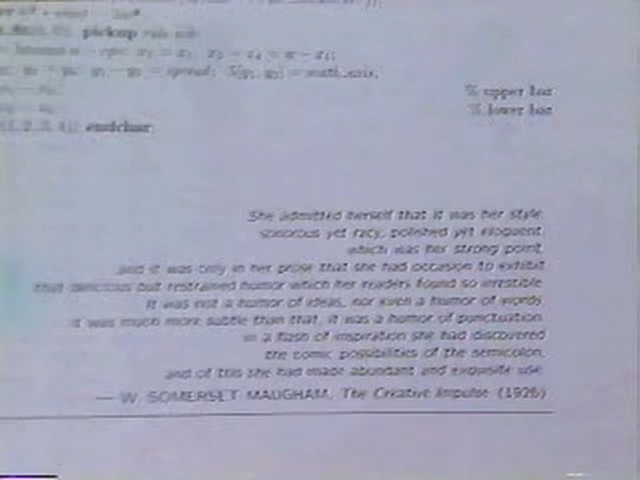 pickup rule.nib;
% upper bar
% lower bar
endchar;
She admitted herself that it was her style,
sonorous yet racy, polished yet eloquent,
which was her strong point,
and it was only in her prose that she had occasion to exhibit
that delicious but restrained humor which her readers found so irrestible.
It was not a humor of ideas, nor even a humor of words;
it was much more subtle than that, it was a humor of punctuation:
in a flash of inspiration she had discovered
the comic possibilities of the semicolon,
and of this she had made abundant and exquisite use.
— W. SOMERSET MAUGHAM, The Creative Impulse (1926)